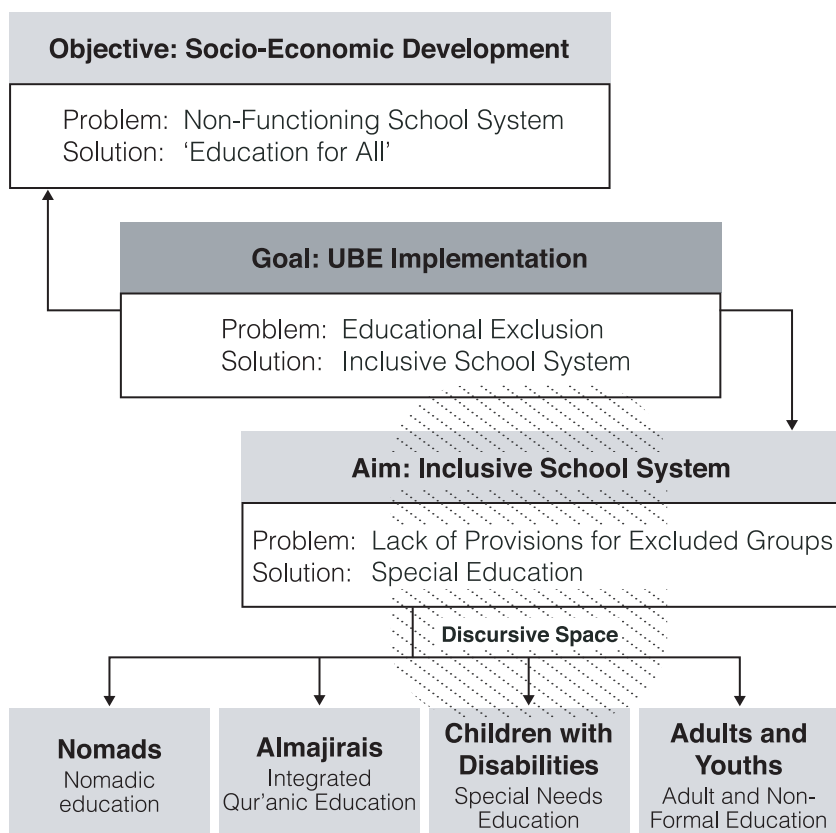 Objective: Socio-Economic Development
Problem: Non-Functioning School System
Solution: ‘Education for All’
Goal: UBE Implementation
Problem: Educational Exclusion
Solution: Inclusive School System
Aim: Inclusive School System
Problem: Lack of Provisions for Excluded Groups
Solution: Special Education
Discursive Space
Nomads
Nomadic
education
Almajirais
Integrated
Qur’anic Education
Children with
Disabilities
Special Needs
Education
Adults and
Youths
Adult and Non-
Formal Education